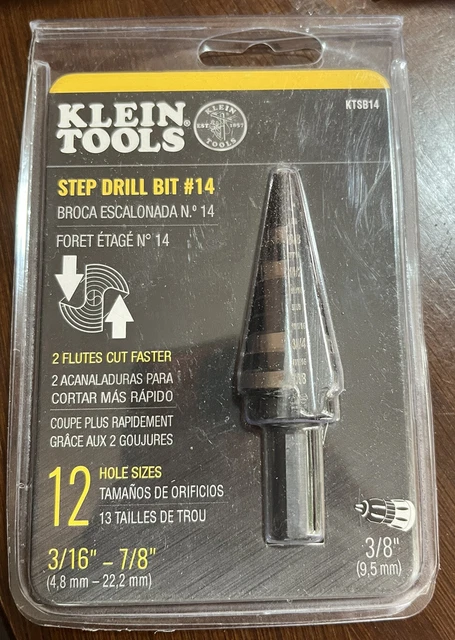 KTSB14
KLEIN
TOOLS®
KLEIN
EST. 1857
TOOLS
STEP DRILL BIT #14
BROCA ESCALONADA N.º 14
FORET ÉTAGÉ N° 14
2 FLUTES CUT FASTER
2 ACANALADURAS PARA
CORTAR MÁS RÁPIDO
COUPE PLUS RAPIDEMENT
GRÂCE AUX 2 GOUJURES
12 HOLE SIZES
TAMAÑOS DE ORIFICIOS
13 TAILLES DE TROU
3/16" – 7/8"
(4,8 mm – 22,2 mm)
3/8"
(9,5 mm)